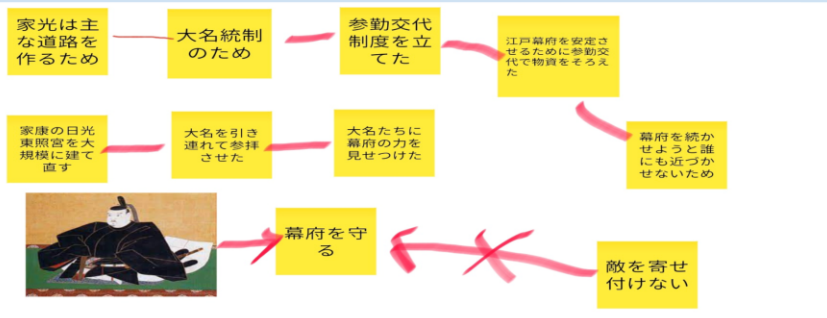 家光は主
な道路を
作るため
大名統制
のため
参勤交代
制度を立
てた
江戸幕府を安定さ
せるために参勤交
代で物資をそろえ
た
家康の日光
東照宮を大
規模に建て
直す
大名を引き
連れて参拝
させた
大名たちに
幕府の力を
見せつけた
幕府を続か
せようと誰
にも近づか
せないため
幕府を守
る
敵を寄せ
付けない